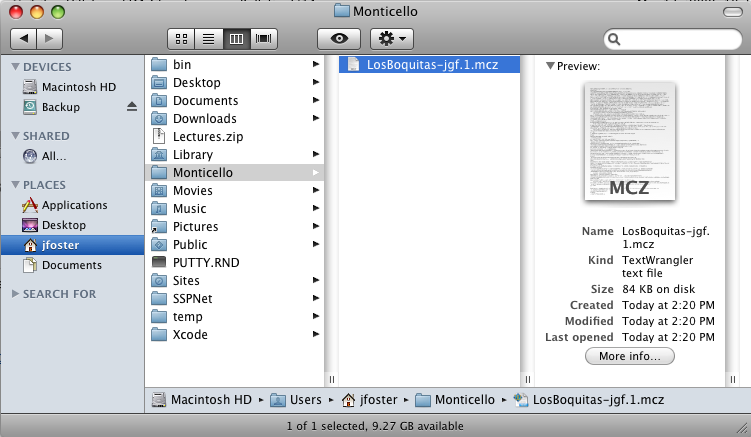 Monticello
DEVICES
Macintosh HD
Backup
SHARED
All...
PLACES
Applications
Desktop
jfoster
Documents
SEARCH FOR
bin
Desktop
Documents
Downloads
Lectures.zip
Library
Monticello
Movies
Music
Pictures
Public
PUTTY.RND
Sites
SSPNet
temp
Xcode
LosBoquitas-jgf.1.mcz
Preview:
MCZ
Name LosBoquitas-jgf.
1.mcz
Kind TextWrangler
text file
Size 84 KB on disk
Created Today at 2:20 PM
Modified Today at 2:20 PM
Last opened Today at 2:20 PM
More info...
Macintosh HD Users jfoster Monticello LosBoquitas-jgf.1.mcz
1 of 1 selected, 9.27 GB available